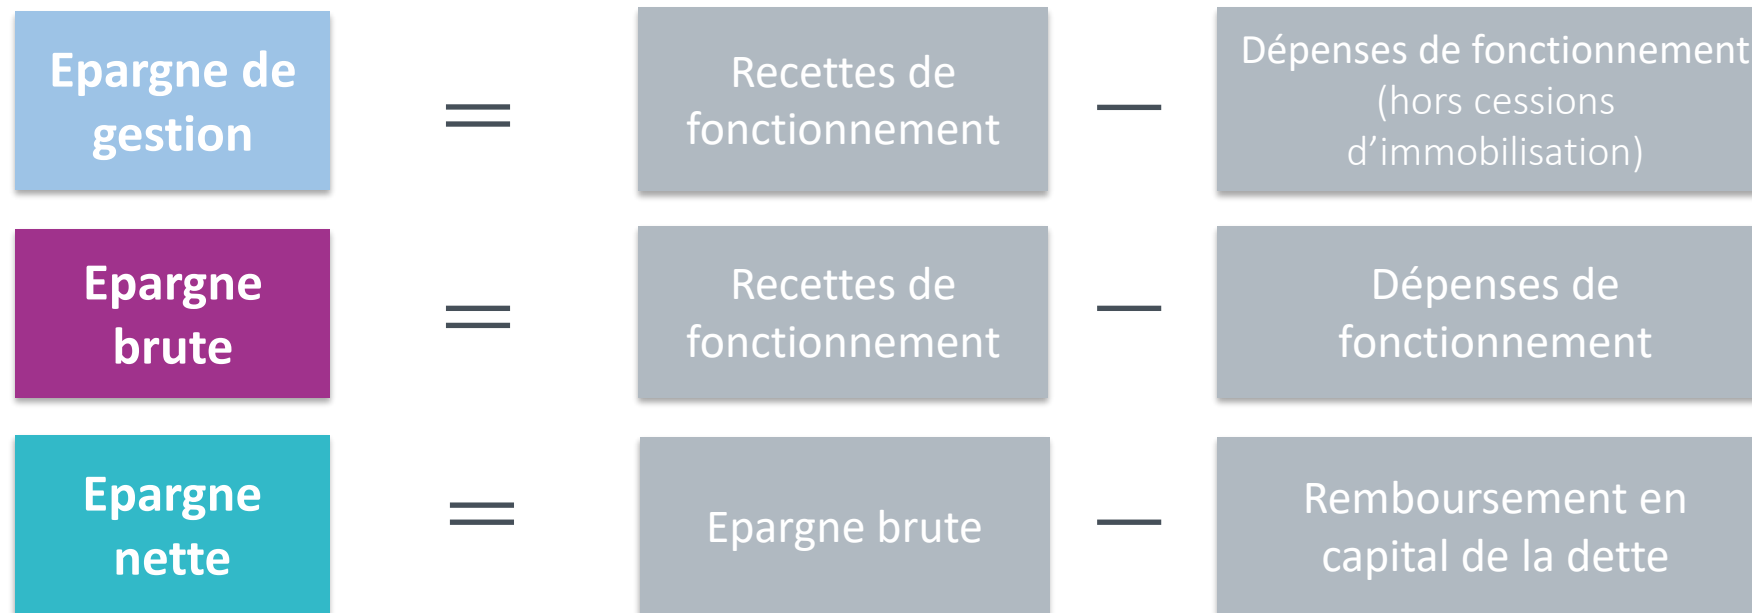 Epargne de
gestion
=
Recettes de
fonctionnement
—
Dépenses de fonctionnement
(hors cessions
d’immobilisation)
Epargne
brute
=
Recettes de
fonctionnement
—
Dépenses de
fonctionnement
Epargne
nette
=
Epargne brute
—
Remboursement en
capital de la dette